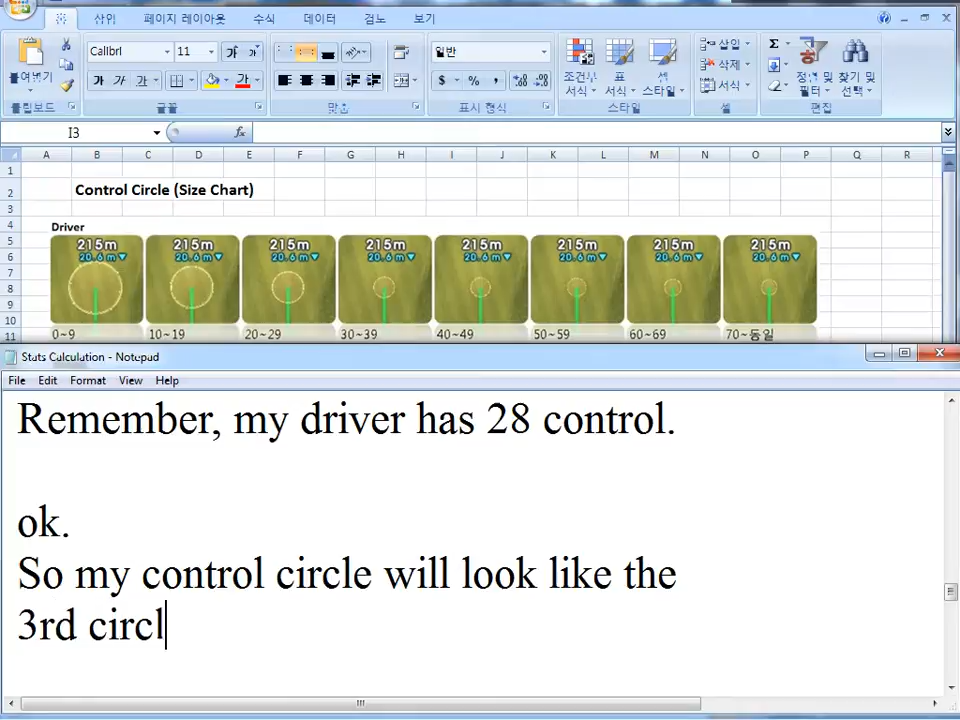 홈 삽입 페이지 레이아웃 수식 데이터 검토 보기
붙여넣기
Calibri 11 가 가 일반 조건부 서식 표 서식 셀 스타일 삽입 삭제 서식 Σ 정렬 및 필터 찾기 및 선택
가 가 가 가 $ %
클립보드 글꼴 맞춤 표시 형식 스타일 셀 편집
I3 fx
A B C D E F G H I J K L M N O P Q R
1
2 Control Circle (Size Chart)
3
4 Driver
5 215m 215m 215m 215m 215m 215m 215m 215m
6 20.6m 20.6m 20.6m 20.6m 20.6m 20.6m 20.6m 20.6m
7
8
9
10
11 0~9 10~19 20~29 30~39 40~49 50~59 60~69 70~동일
Stats Calculation - Notepad
File Edit Format View Help
Remember, my driver has 28 control.
ok.
So my control circle will look like the
3rd circl